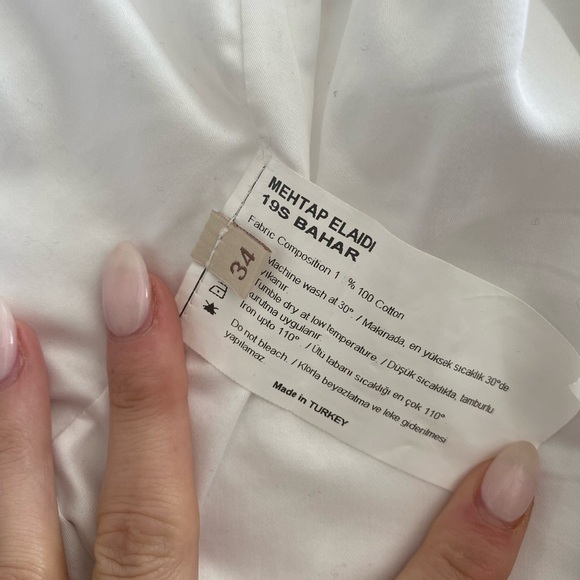 MEHTAP ELAIDI
19S BAHAR
Fabric Composition 1 % 100 Cotton
Machine wash at 30° / Makinada, en yüksek sıcaklık 30°de
yıkanır.
Tumble dry at low temperature. / Düşük sıcaklıkta, tamburlu
kurutma uygulanır
Iron upto 110° / Ütü tabanı sıcaklığı en çok 110°
Do not bleach. / Klorla beyazlatma ve leke giderilmesi
yapılamaz.
Made in TURKEY
34